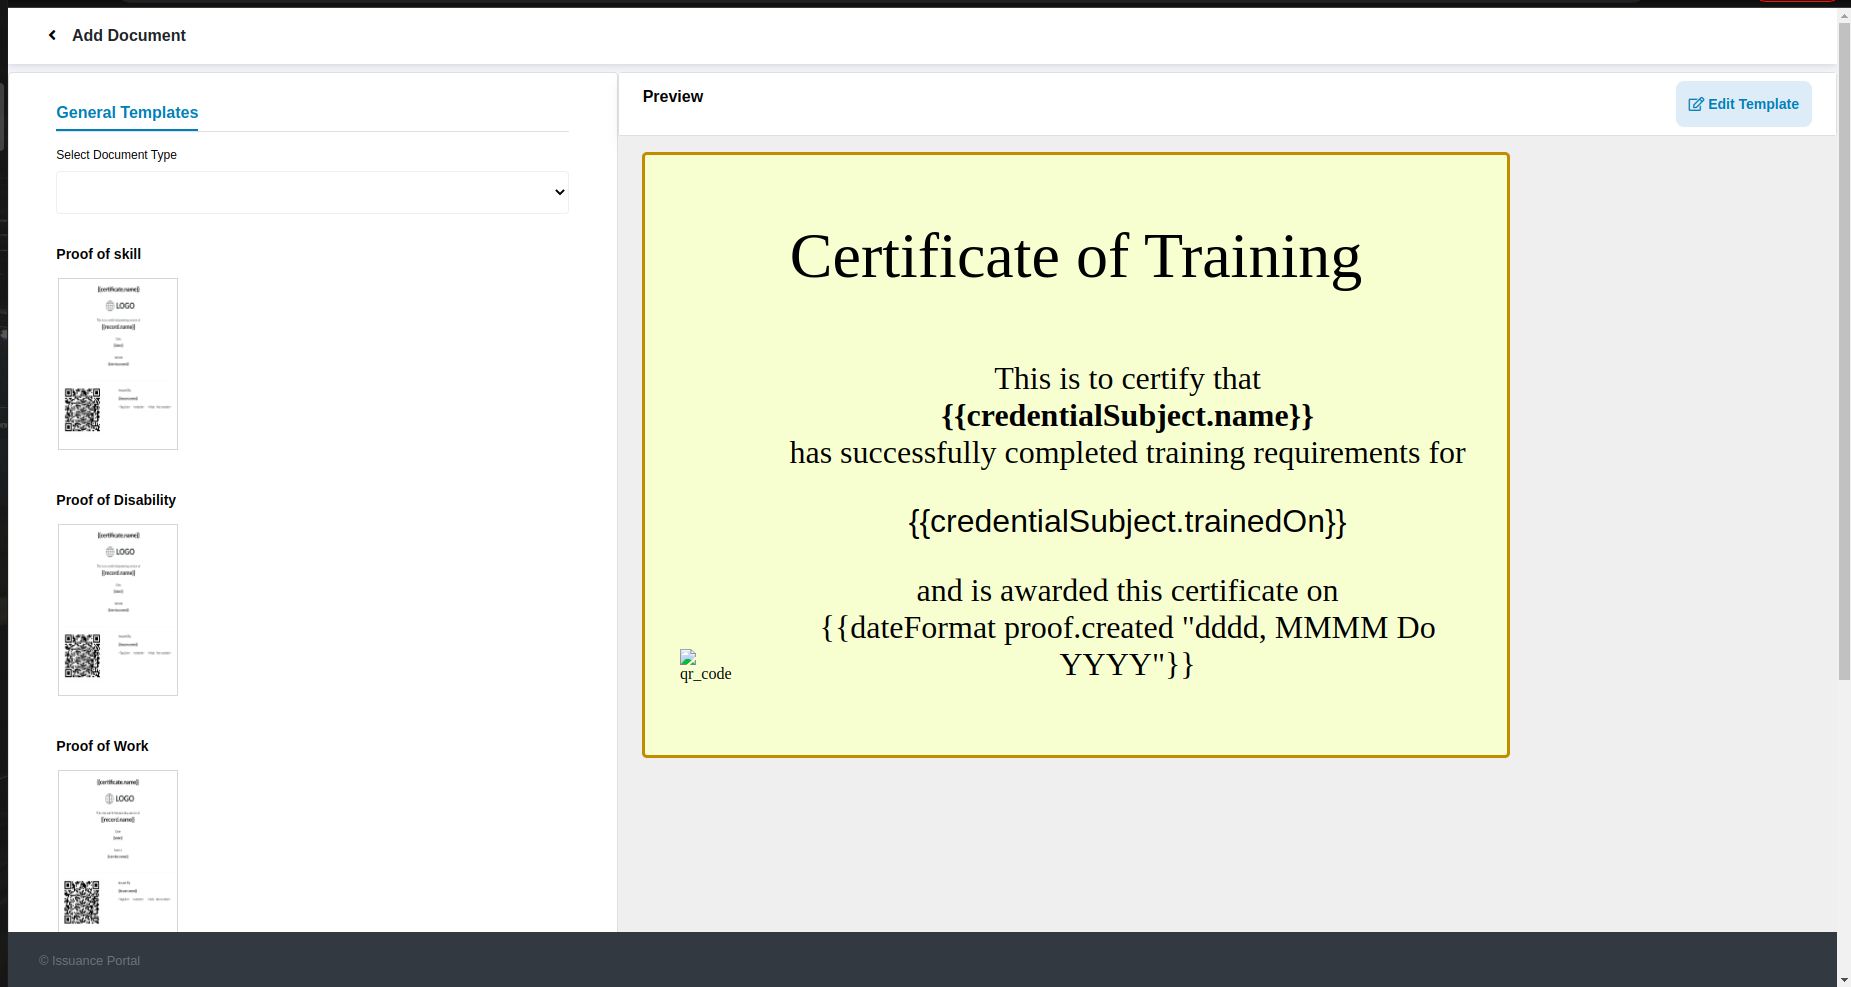 Add Document
General Templates
Select Document Type
Proof of skill
{{certificate.name}}
LOGO
{{record.name}}
Proof of Disability
{{certificate.name}}
LOGO
{{record.name}}
Proof of Work
{{certificate.name}}
LOGO
{{record.name}}
Preview
Edit Template
Certificate of Training
This is to certify that
{{credentialSubject.name}}
has successfully completed training requirements for
{{credentialSubject.trainedOn}}
and is awarded this certificate on
{{dateFormat proof.created "dddd, MMMM Do
YYYY"}}
qr_code
© Issuance Portal